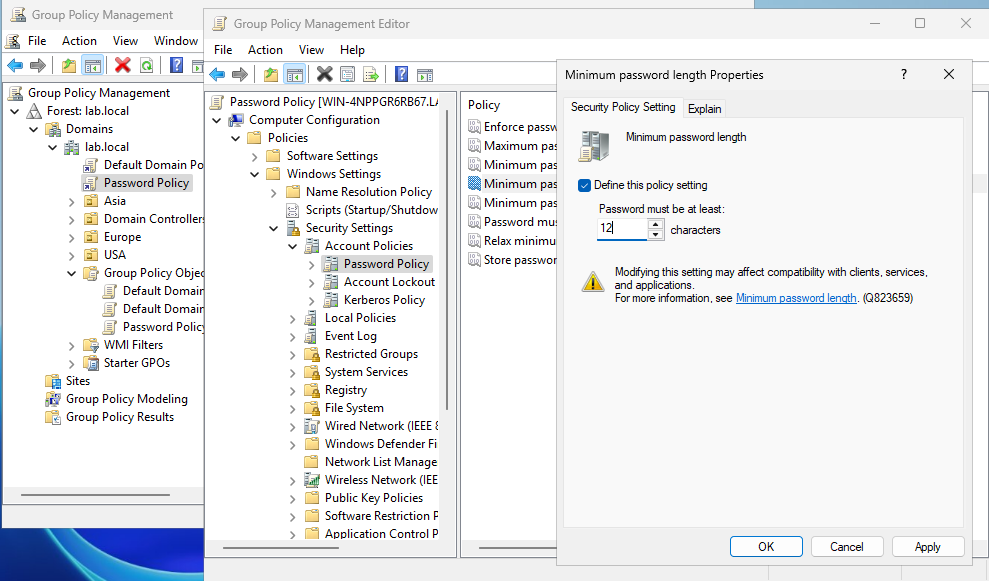 Group Policy Management
File Action View Window
Group Policy Management
Forest: lab.local
Domains
lab.local
Default Domain Po
Password Policy
Asia
Domain Controllers
Europe
USA
Group Policy Objec
Default Domain
Default Domain
Password Policy
WMI Filters
Starter GPOs
Sites
Group Policy Modeling
Group Policy Results
Group Policy Management Editor
File Action View Help
Password Policy [WIN-4NPPGR6RB67.LA
Computer Configuration
Policies
Software Settings
Windows Settings
Name Resolution Policy
Scripts (Startup/Shutdow
Security Settings
Account Policies
Password Policy
Account Lockout
Kerberos Policy
Local Policies
Event Log
Restricted Groups
System Services
Registry
File System
Wired Network (IEEE 8
Windows Defender Fi
Network List Manage
Wireless Network (IEE
Public Key Policies
Software Restriction P
Application Control P
Policy
Enforce passw
Maximum pas
Minimum pas
Minimum pas
Minimum pas
Password mus
Relax minimu
Store passwor
Minimum password length Properties
?
Security Policy Setting Explain
Minimum password length
Define this policy setting
Password must be at least:
12 characters
Modifying this setting may affect compatibility with clients, services,
and applications.
For more information, see Minimum password length. (Q823659)
OK Cancel Apply